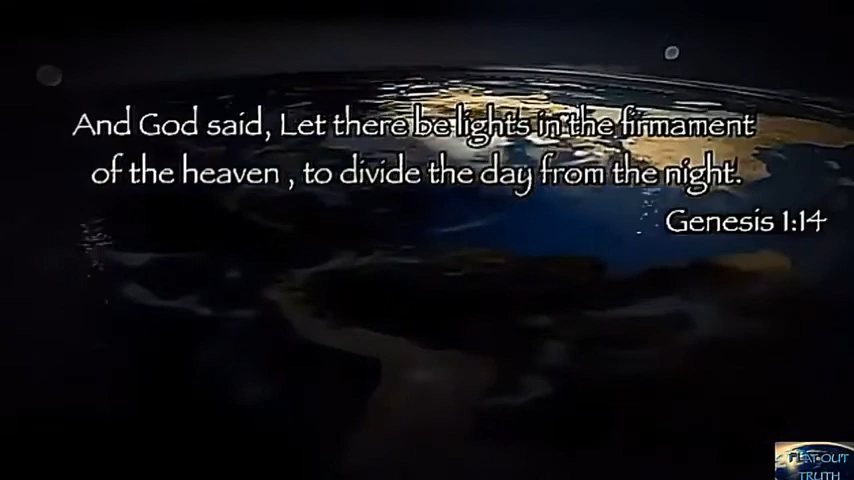 And God said, Let there be lights in the firmament
of the heaven , to divide the day from the night.
Genesis 1:14
FLAT OUT
TRUTH